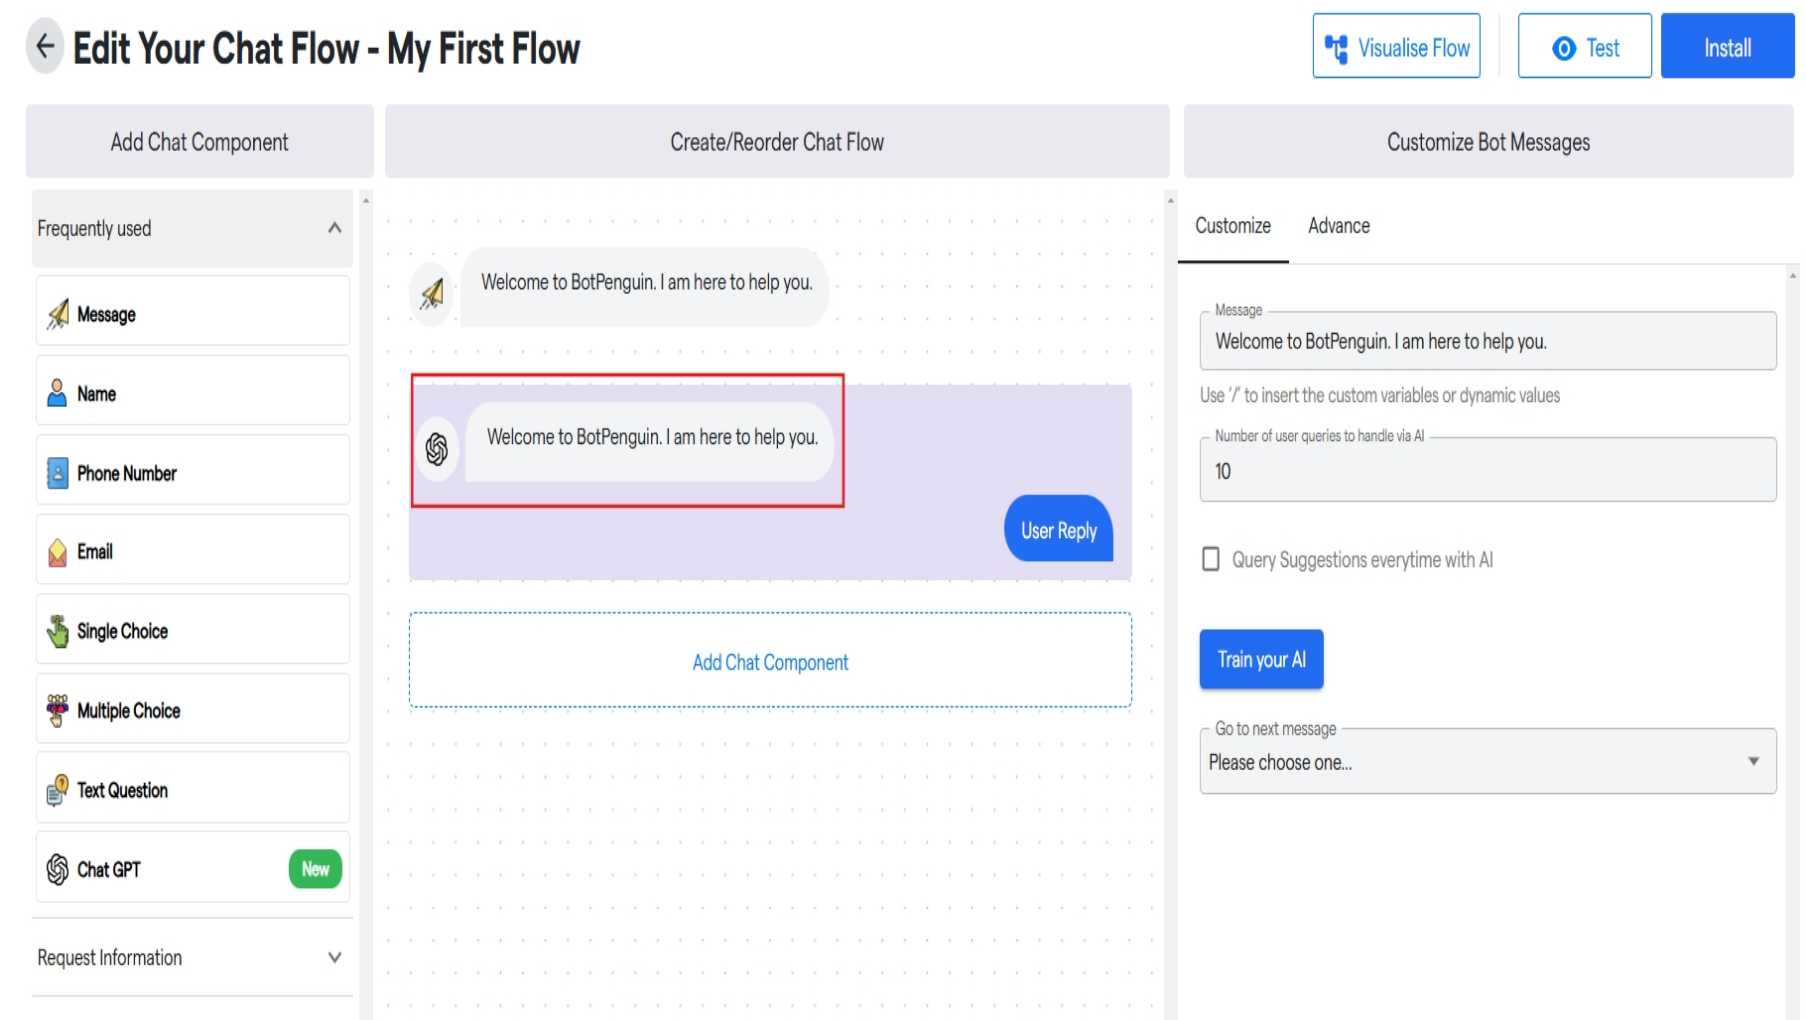 Edit Your Chat Flow - My First Flow
Visualise Flow
Test
Install
Add Chat Component
Create/Reorder Chat Flow
Customize Bot Messages
Frequently used
Message
Name
Phone Number
Email
Single Choice
Multiple Choice
Text Question
Chat GPT
New
Request Information
Welcome to BotPenguin. I am here to help you.
Welcome to BotPenguin. I am here to help you.
User Reply
Add Chat Component
Customize
Advance
Message
Welcome to BotPenguin. I am here to help you.
Use '/' to insert the custom variables or dynamic values
Number of user queries to handle via AI
10
Query Suggestions everytime with AI
Train your AI
Go to next message
Please choose one...